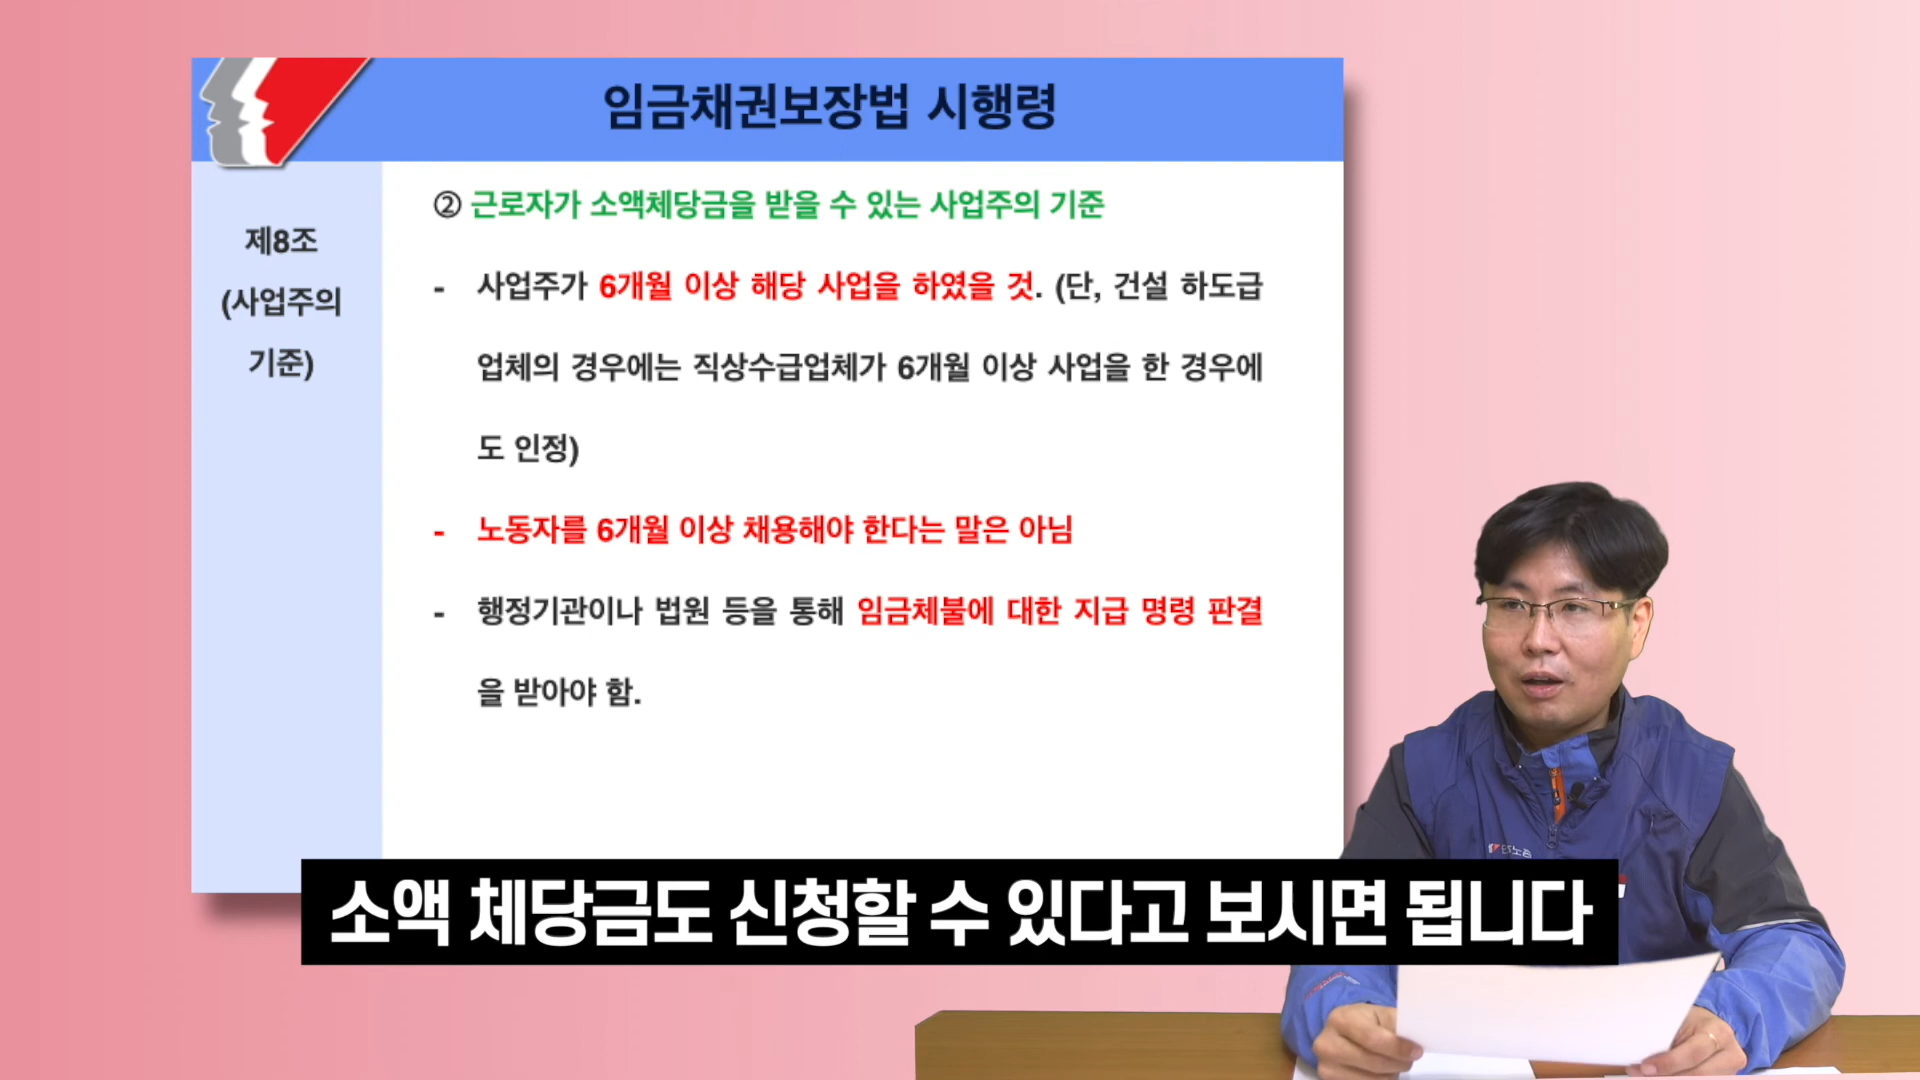 임금채권보장법 시행령
제8조
(사업주의
기준)
② 근로자가 소액체당금을 받을 수 있는 사업주의 기준
- 사업주가 6개월 이상 해당 사업을 하였을 것. (단, 건설 하도급
업체의 경우에는 직상수급업체가 6개월 이상 사업을 한 경우에
도 인정)
- 노동자를 6개월 이상 채용해야 한다는 말은 아님
- 행정기관이나 법원 등을 통해 임금체불에 대한 지급 명령 판결
을 받아야 함.
소액 체당금도 신청할 수 있다고 보시면 됩니다